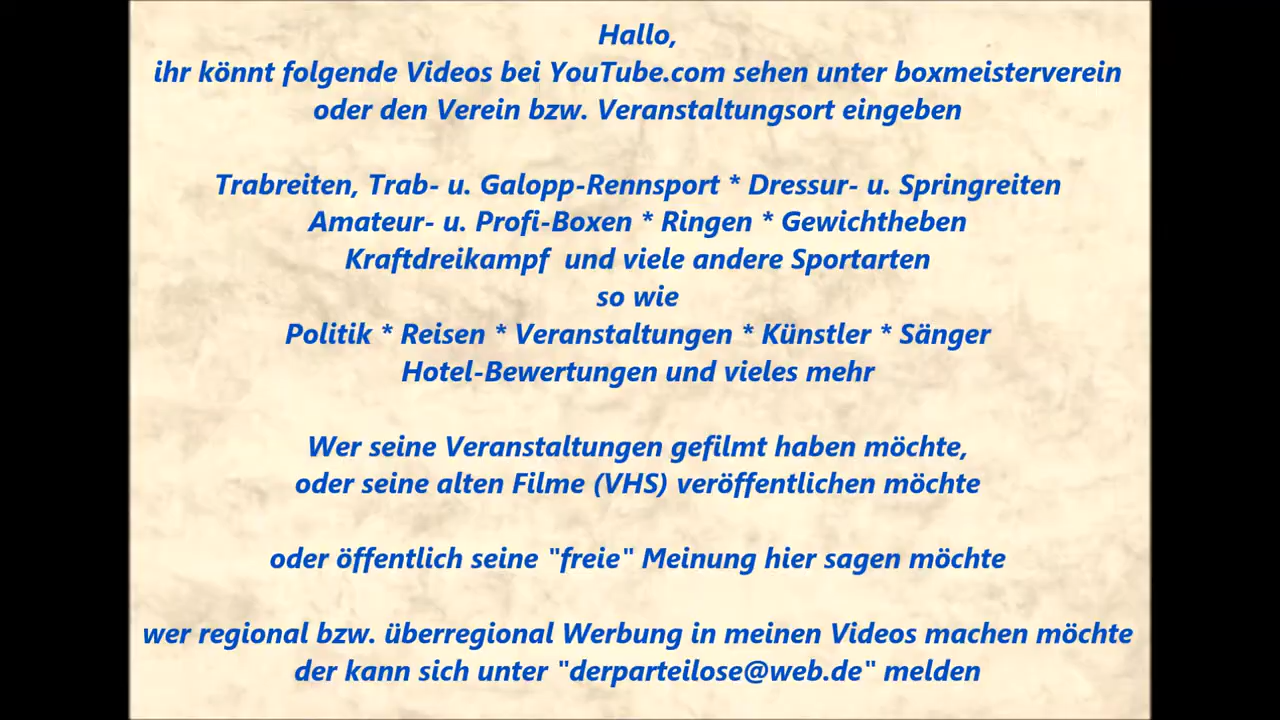 Hallo,
ihr könnt folgende Videos bei YouTube.com sehen unter boxmeisterverein
oder den Verein bzw. Veranstaltungsort eingeben
Trabreiten, Trab- u. Galopp-Rennsport * Dressur- u. Springreiten
Amateur- u. Profi-Boxen * Ringen * Gewichtheben
Kraftdreikampf  und viele andere Sportarten
so wie
Politik * Reisen * Veranstaltungen * Künstler * Sänger
Hotel-Bewertungen und vieles mehr
Wer seine Veranstaltungen gefilmt haben möchte,
oder seine alten Filme (VHS) veröffentlichen möchte
oder öffentlich seine "freie" Meinung hier sagen möchte
wer regional bzw. überregional Werbung in meinen Videos machen möchte
der kann sich unter "derparteilose@web.de" melden